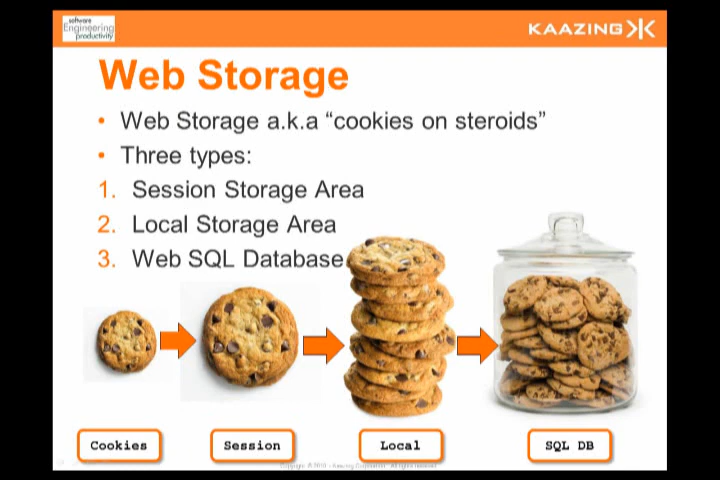 software
Engineering
productivity
KAAZING
Web Storage
• Web Storage a.k.a “cookies on steroids”
• Three types:
1. Session Storage Area
2. Local Storage Area
3. Web SQL Database
Cookies
Session
Local
SQL DB